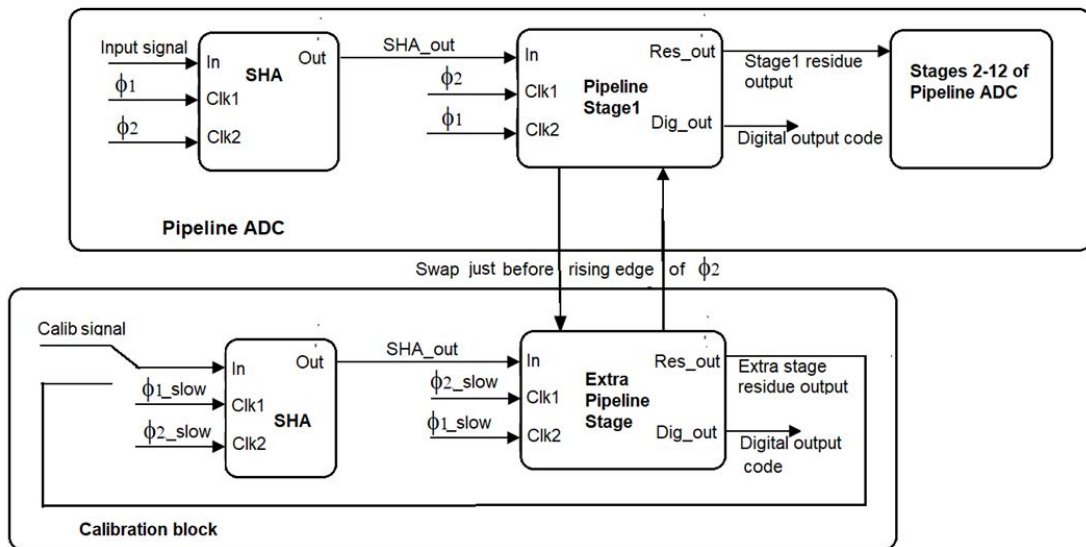 Input signal
ϕ1
ϕ2
In
Clk1
Clk2
Out
SHA
SHA_out
ϕ2
ϕ1
In
Clk1
Clk2
Pipeline
Stage1
Res_out
Dig_out
Stage1 residue
output
Digital output code
Stages 2-12 of
Pipeline ADC
Pipeline ADC
Swap just before rising edge of ϕ2
Calib signal
ϕ1_slow
ϕ2_slow
In
Clk1
Clk2
Out
SHA
SHA_out
ϕ2_slow
ϕ1_slow
In
Clk1
Clk2
Extra
Pipeline
Stage
Res_out
Dig_out
Extra stage
residue output
Digital output
code
Calibration block